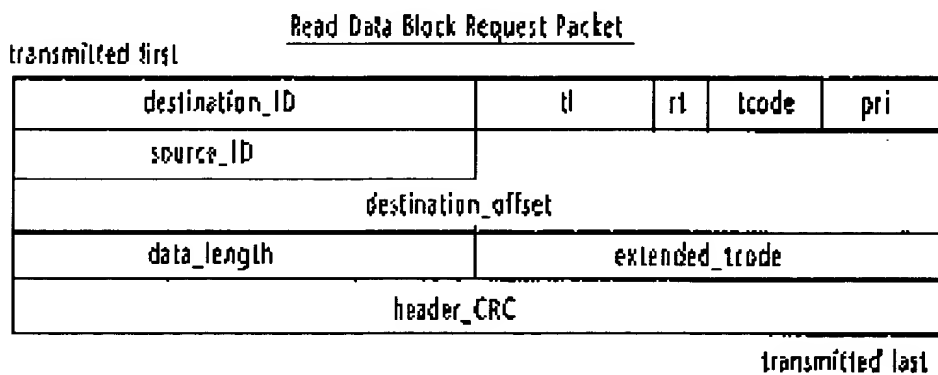 Read Data Block Request Packet
transmitted first
destination_ID tl rt tcode pri
source_ID
destination_offset
data_length extended_tcode
header_CRC
transmitted last